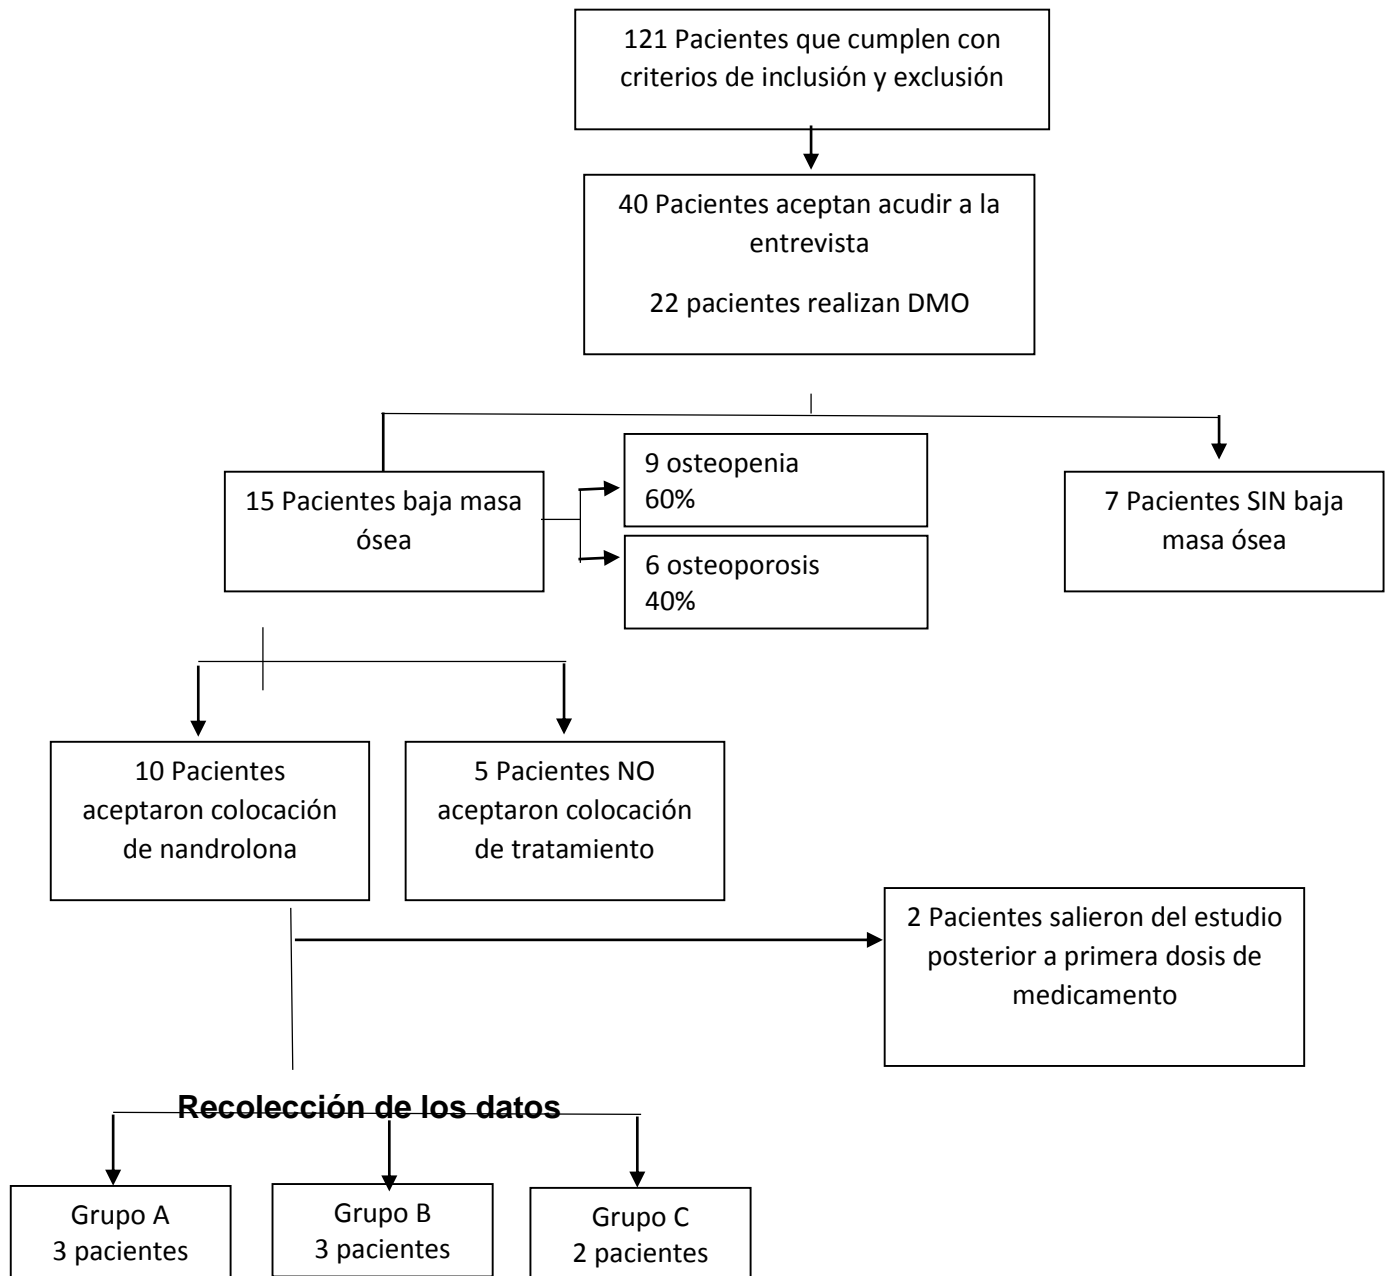 121 Pacientes que cumplen con
criterios de inclusión y exclusión
40 Pacientes aceptan acudir a la
entrevista
22 pacientes realizan DMO
9 osteopenia
60%
15 Pacientes baja masa
ósea
7 Pacientes SIN baja
masa ósea
6 osteoporosis
40%
10 Pacientes
aceptaron colocación
de nandrolona
5 Pacientes NO
aceptaron colocación
de tratamiento
2 Pacientes salieron del estudio
posterior a primera dosis de
medicamento
Recolección de los datos
Grupo A
3 pacientes
Grupo B
3 pacientes
Grupo C
2 pacientes